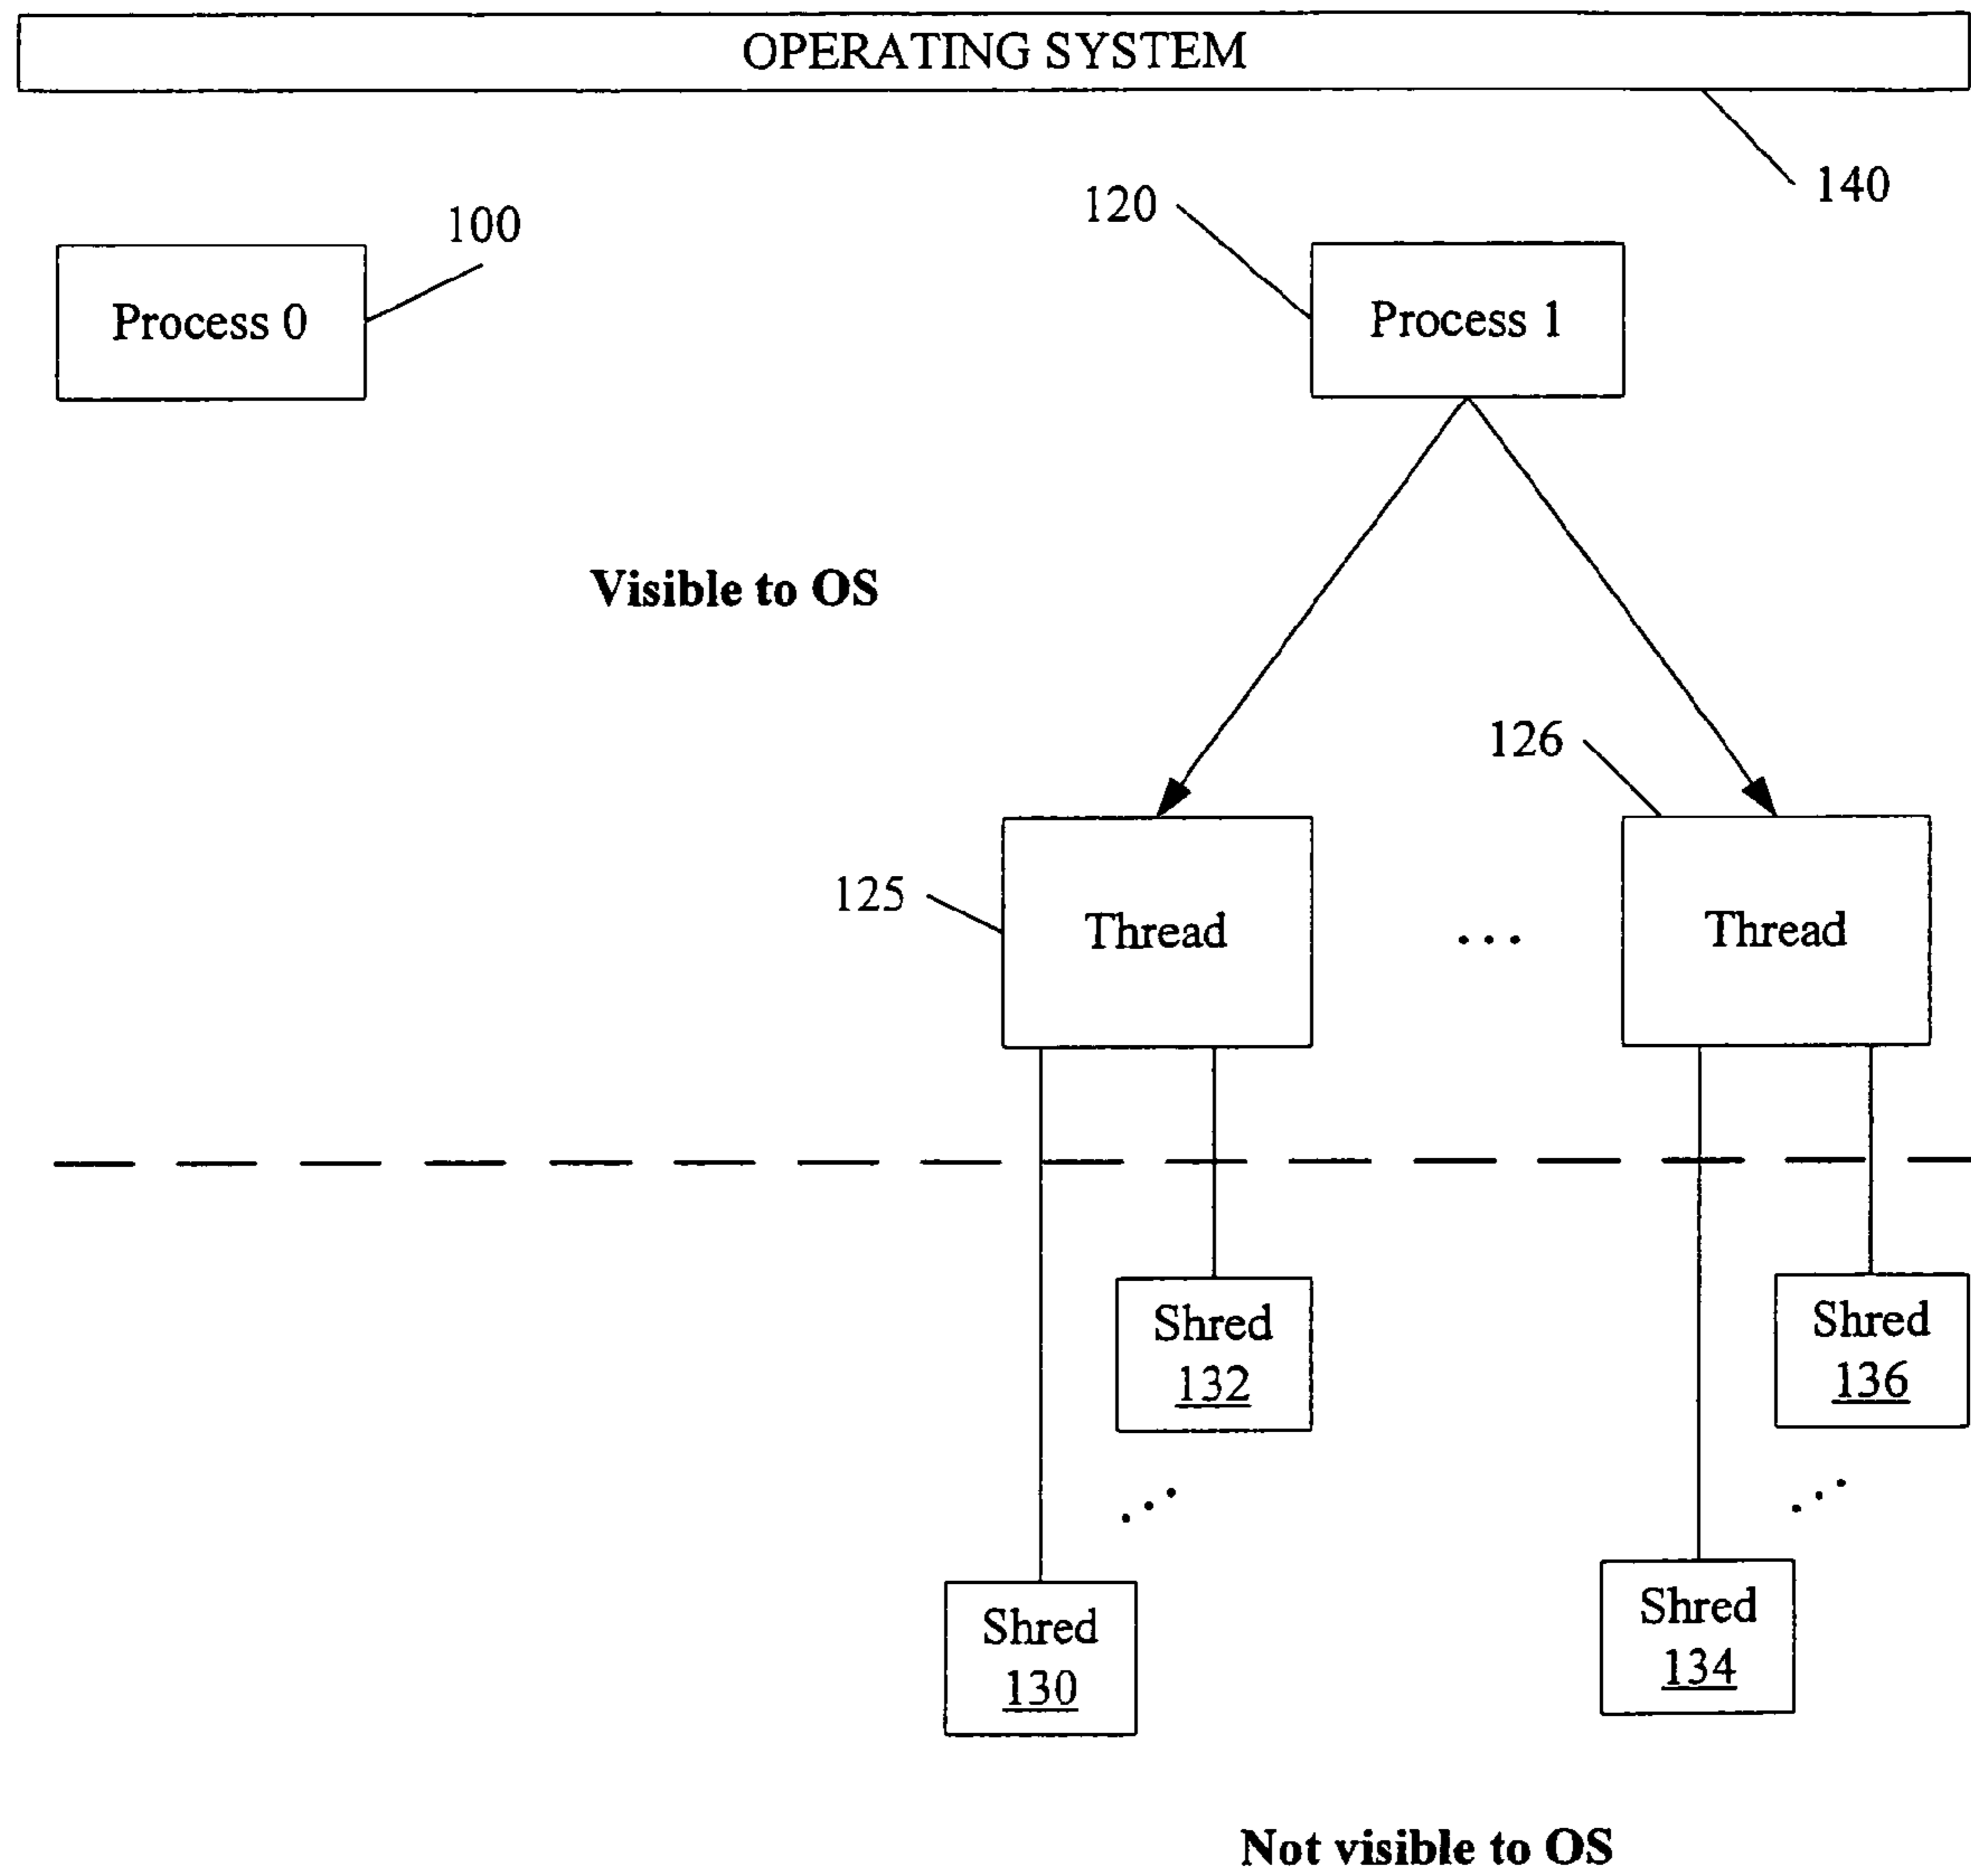 OPERATING SYSTEM
140
100
120
Process 0
Process 1
Visible to OS
126
125
Thread
...
Thread
Shred
132
Shred
136
...
...
Shred
130
Shred
134
Not visible to OS